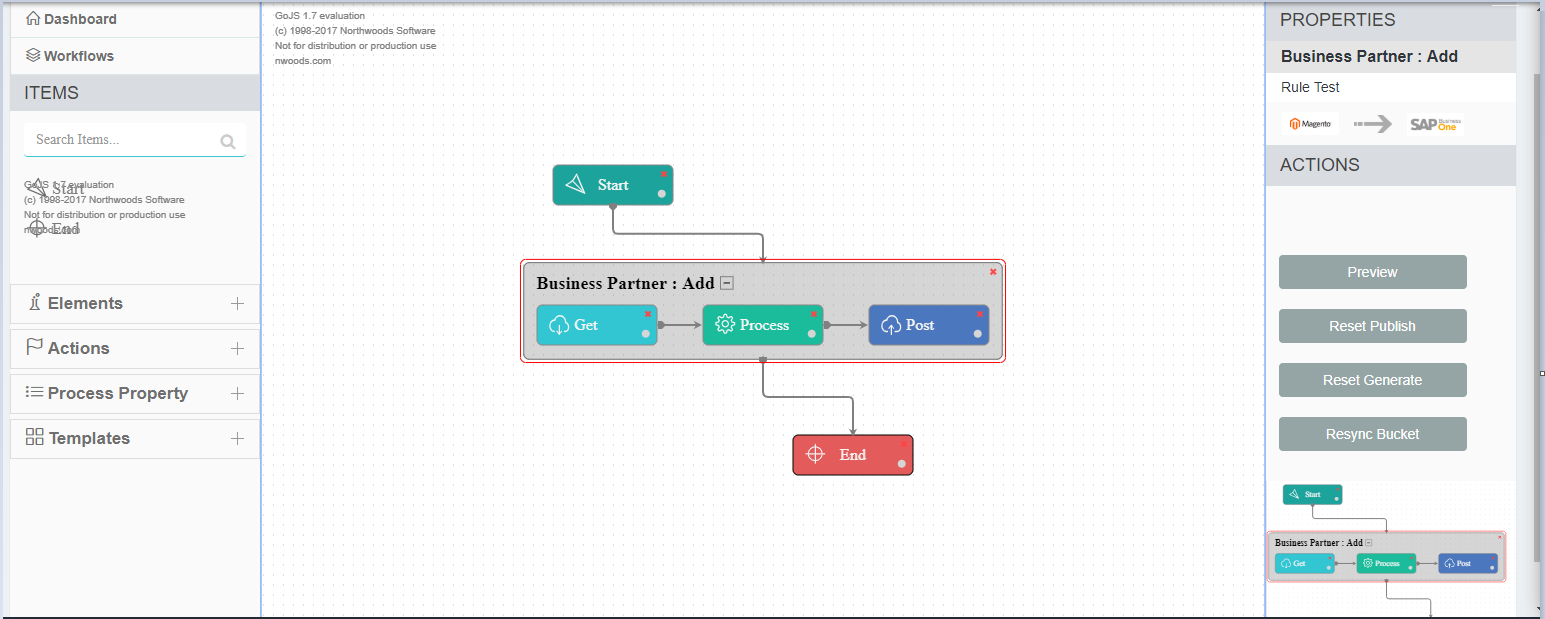 Dashboard
Workflows
ITEMS
Search Items...
GoJS 1.7 evaluation
Start
(c) 1998-2017 Northwoods Software
Not for distribution or production use
nwoods.com
End
Elements
Actions
Process Property
Templates
GoJS 1.7 evaluation
(c) 1998-2017 Northwoods Software
Not for distribution or production use
nwoods.com
Start
Business Partner : Add
Get
Process
Post
End
PROPERTIES
Business Partner : Add
Rule Test
Magento
SAP Business One
ACTIONS
Preview
Reset Publish
Reset Generate
Resync Bucket
Start
Business Partner : Add
Get
Process
Post